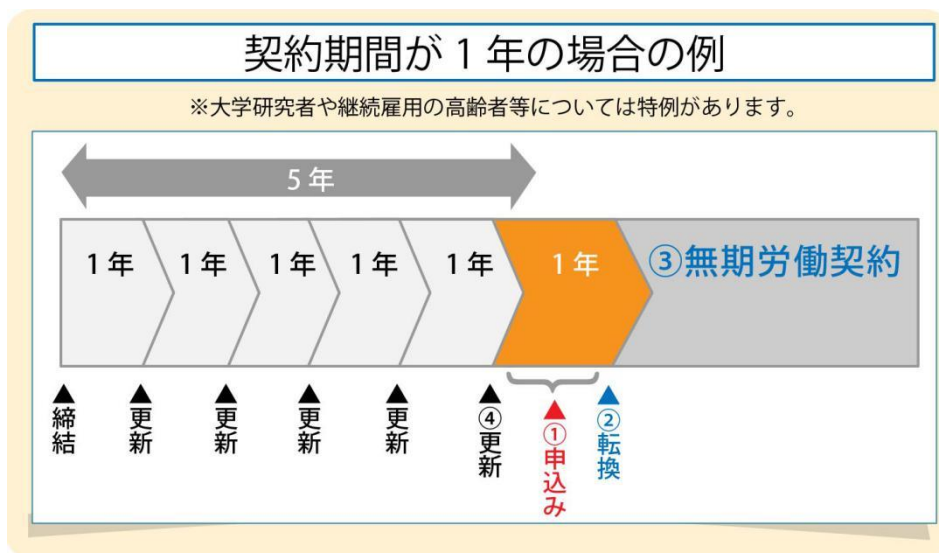 契約期間が1年の場合の例
※大学研究者や継続雇用の高齢者等については特例があります。
5年
1年
1年
1年
1年
1年
1年
③無期労働契約
▲締結
▲更新
▲更新
▲更新
▲更新
▲④更新
▲①申込み
▲②転換